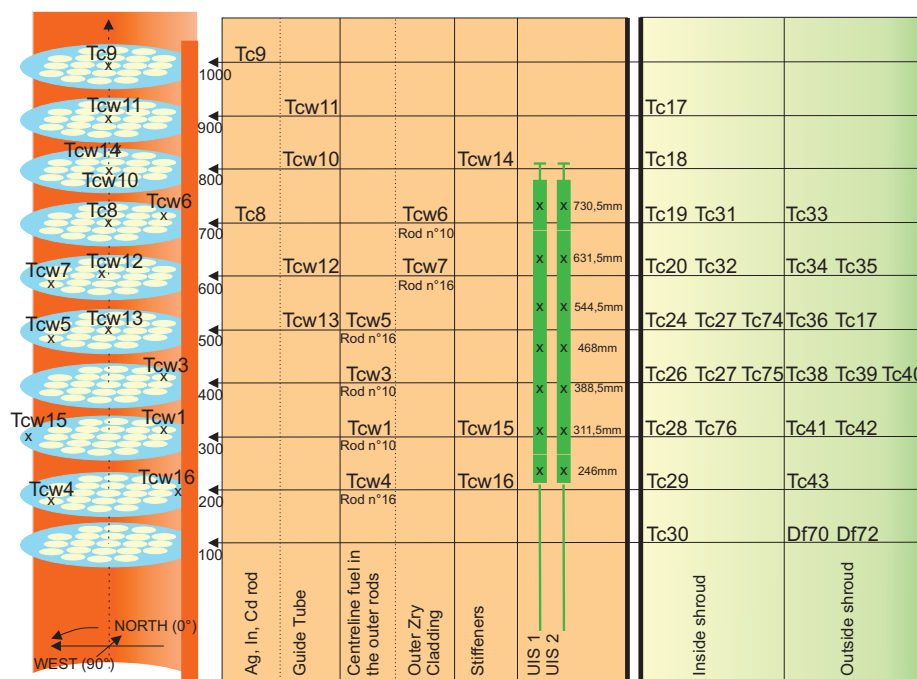 Tc9
Tcw11
Tcw14
Tcw10
Tc8
Tcw6
Tcw12
Tcw7
Tcw13
Tcw5
Tcw3
Tcw15
Tcw1
Tcw4
Tcw16
NORTH (0°)
WEST (90°)
1000
Tc9
900
Tcw11
Tc17
800
Tcw10
Tcw14
Tc18
700
Tc8
Tcw6
Rod n°10
730,5mm
Tc19 Tc31
Tc33
600
Tcw12
Tcw7
Rod n°16
631,5mm
Tc20 Tc32
Tc34 Tc35
544,5mm
500
Tcw13
Tcw5
Rod n°16
Tc24 Tc27 Tc74
Tc36 Tc17
468mm
400
Tcw3
Rod n°10
388,5mm
Tc26 Tc27 Tc75
Tc38 Tc39 Tc40
300
Tcw1
Rod n°10
Tcw15
311,5mm
Tc28 Tc76
Tc41 Tc42
246mm
200
Tcw4
Rod n°16
Tcw16
Tc29
Tc43
100
Tc30
Df70 Df72
Ag, In, Cd rod
Guide Tube
Centreline fuel in
the outer rods
Outer Zry
Cladding
Stiffeners
UIS 1
UIS 2
Inside shroud
Outside shroud